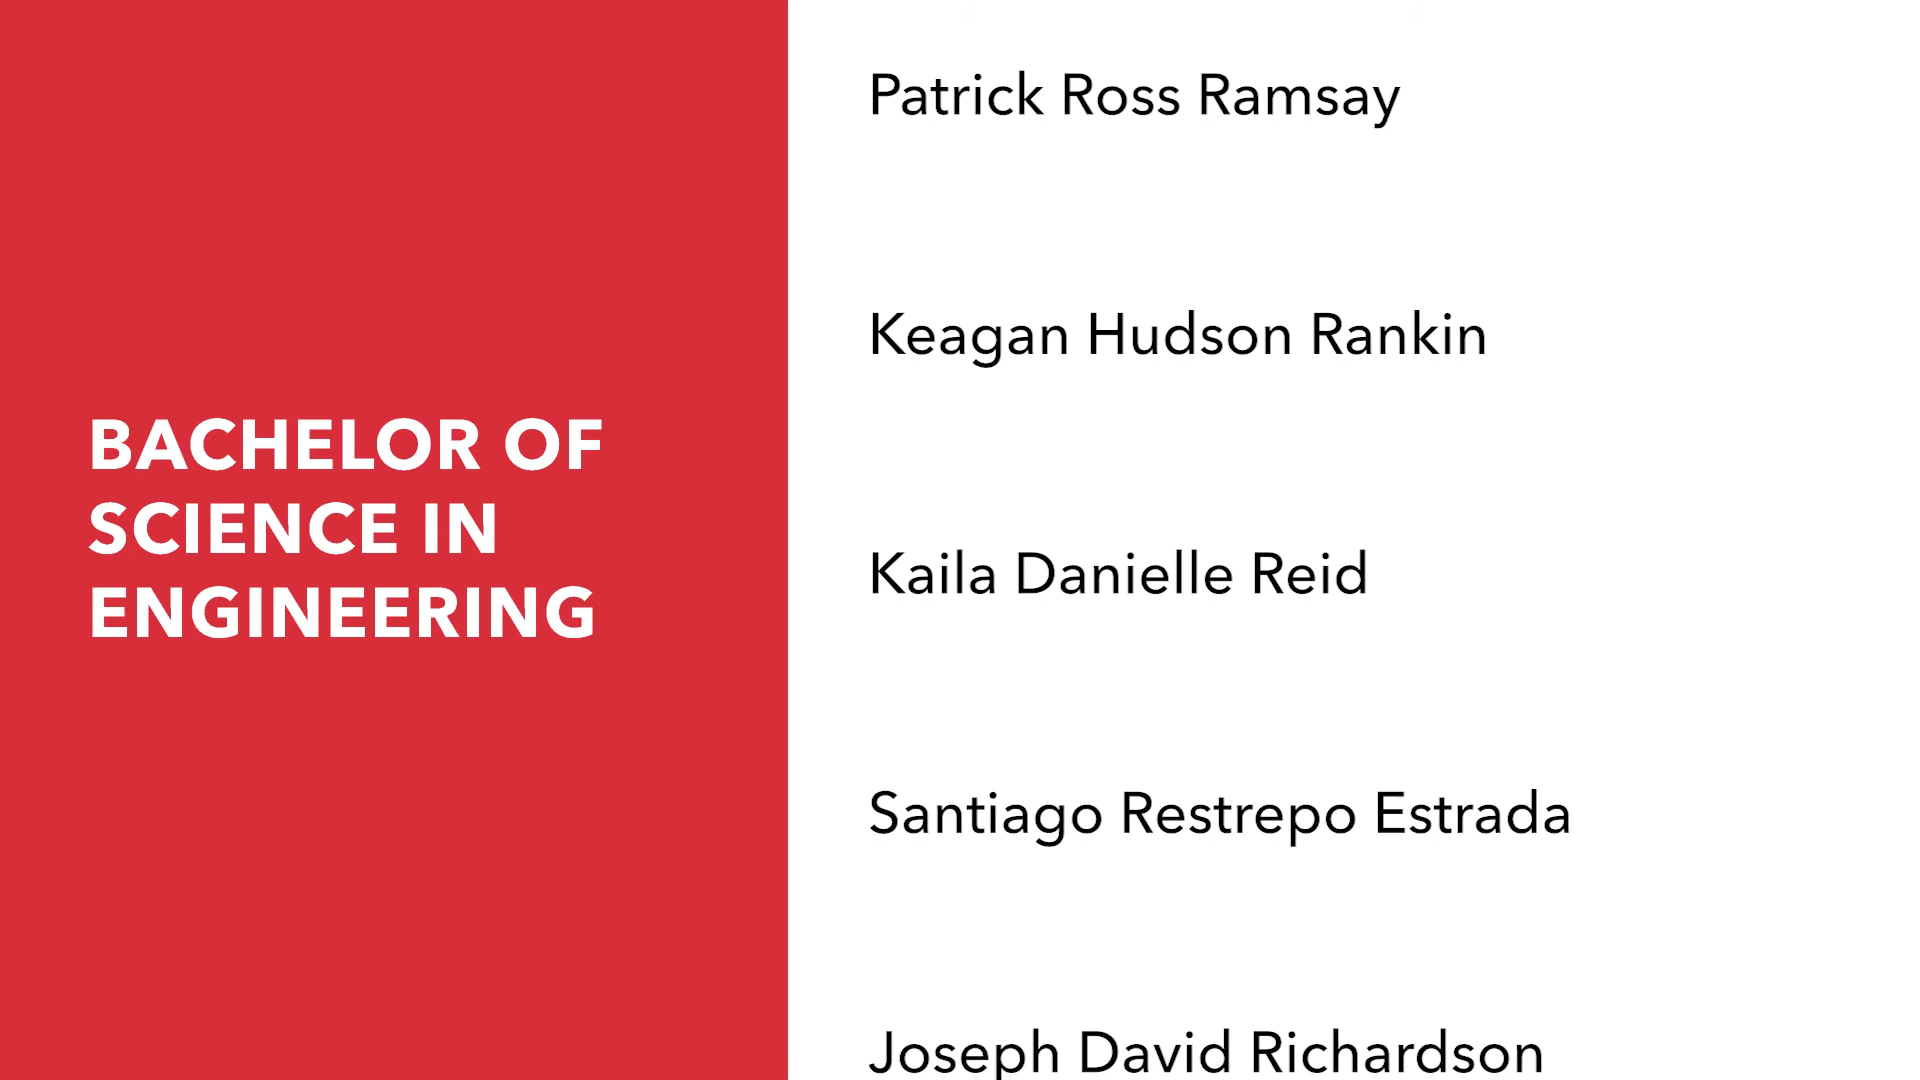 BACHELOR OF
SCIENCE IN
ENGINEERING
Patrick Ross Ramsay
Keagan Hudson Rankin
Kaila Danielle Reid
Santiago Restrepo Estrada
Joseph David Richardson